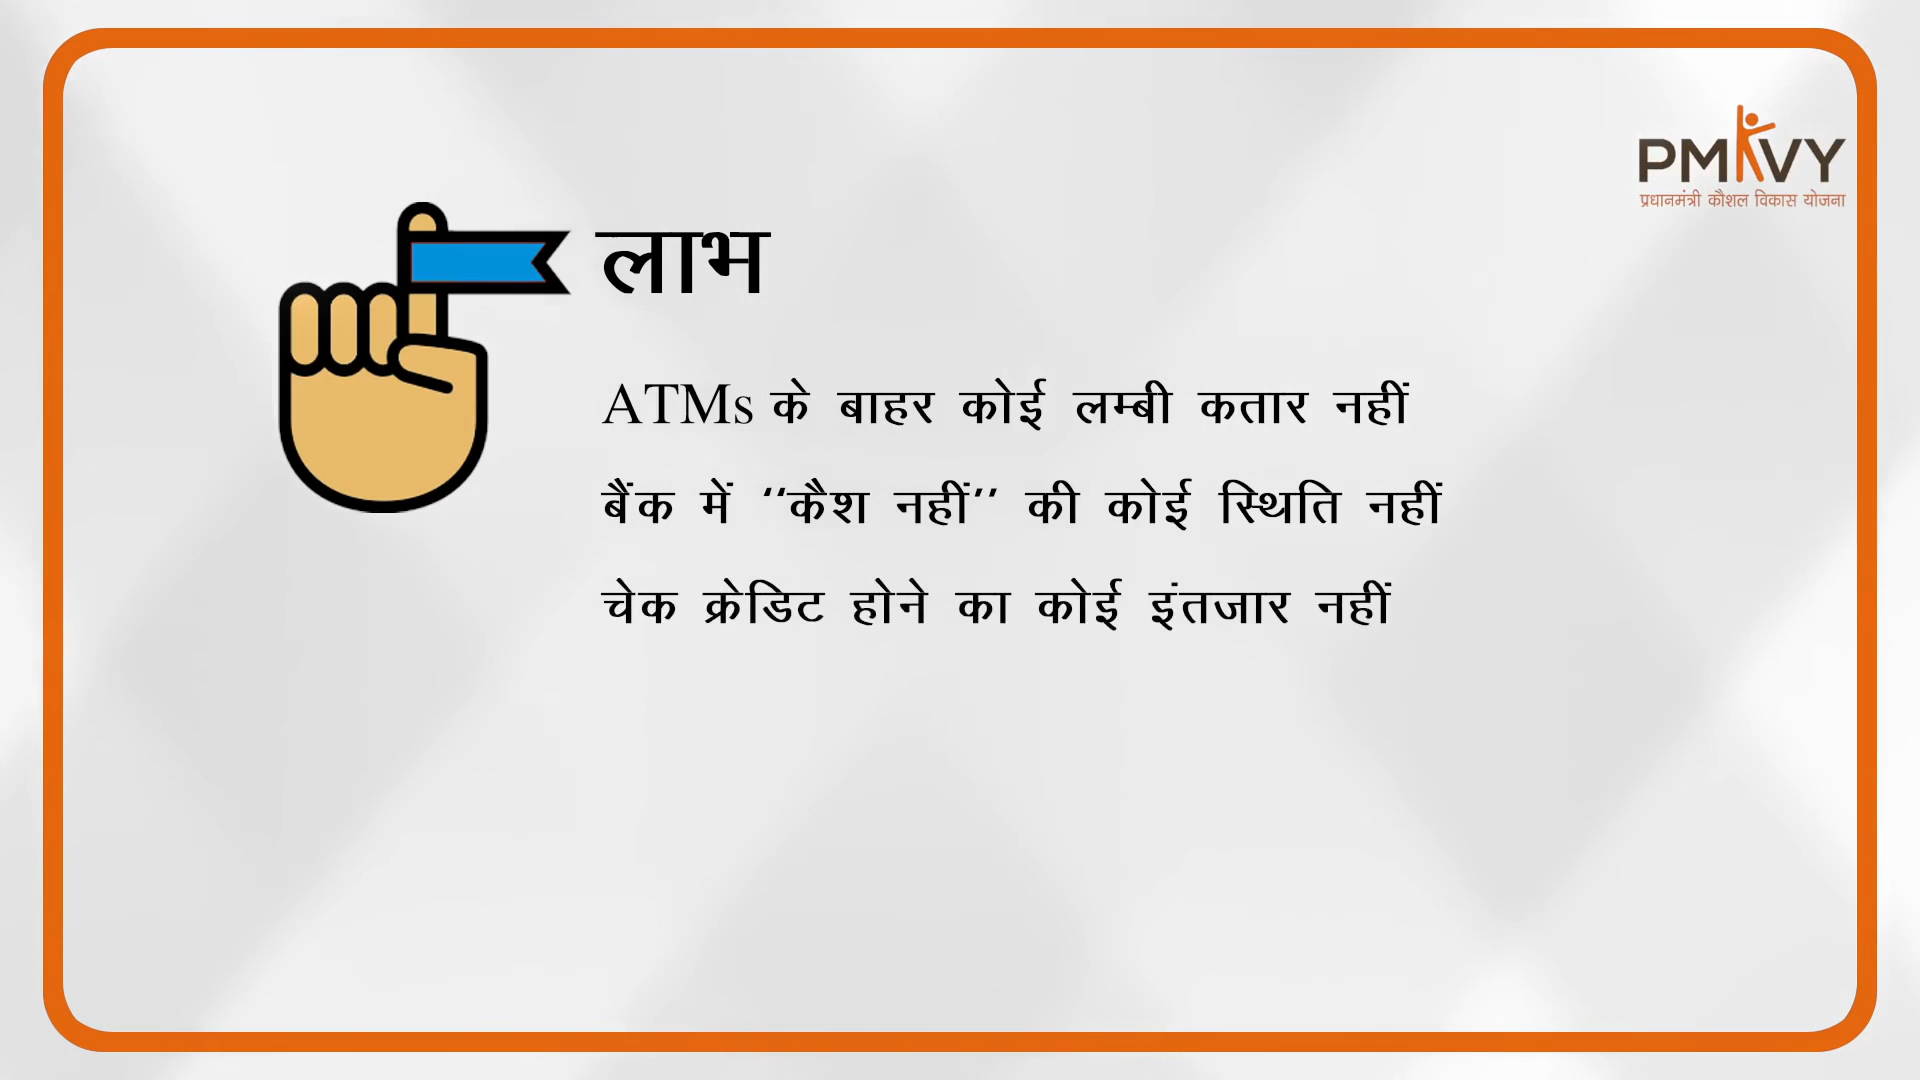 PMKVY
प्रधानमंत्री कौशल विकास योजना
लाभ
ATMs के बाहर कोई लम्बी कतार नहीं
बैंक में ‘‘कैश नहीं’’ की कोई स्थिति नहीं
चेक क्रेडिट होने का कोई इंतजार नहीं